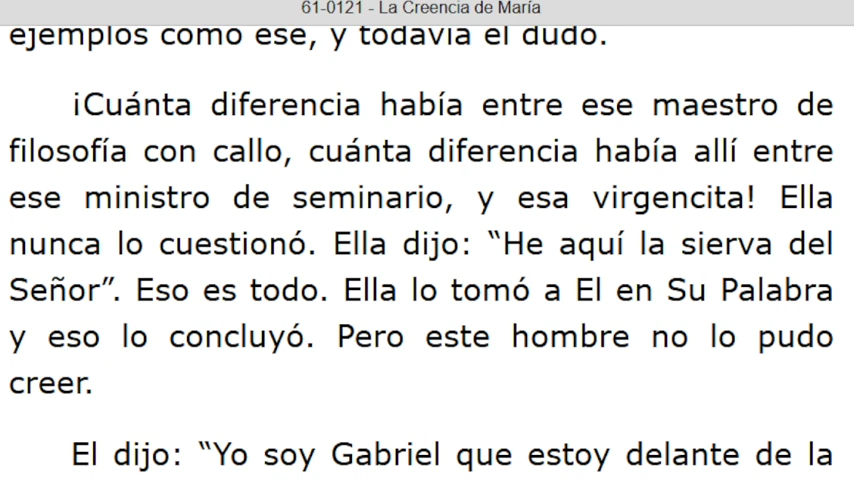 61-0121 - La Creencia de María
ejemplos como ese, y todavía él dudó.
¡Cuánta diferencia había entre ese maestro de
filosofía con callo, cuánta diferencia había allí entre
ese ministro de seminario, y esa virgencita! Ella
nunca lo cuestionó. Ella dijo: “He aquí la sierva del
Señor”. Eso es todo. Ella lo tomó a El en Su Palabra
y eso lo concluyó. Pero este hombre no lo pudo
creer.
El dijo: “Yo soy Gabriel que estoy delante de la